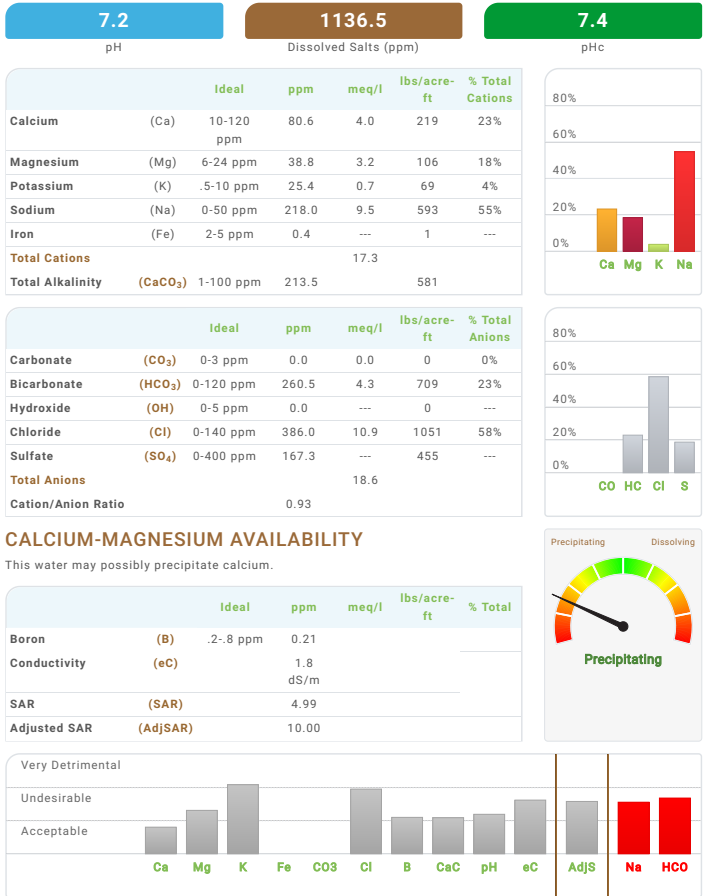 7.2 1136.5 7.4
pH Dissolved Salts (ppm) pHc
Ideal ppm meq/l lbs/acre-ft % Total Cations
Calcium (Ca) 10-120 ppm 80.6 4.0 219 23%
Magnesium (Mg) 6-24 ppm 38.8 3.2 106 18%
Potassium (K) .5-10 ppm 25.4 0.7 69 4%
Sodium (Na) 0-50 ppm 218.0 9.5 593 55%
Iron (Fe) 2-5 ppm 0.4 --- 1 ---
Total Cations 17.3
Total Alkalinity (CaCO₃) 1-100 ppm 213.5 581
80%
60%
40%
20%
0%
Ca Mg K Na
Ideal ppm meq/l lbs/acre-ft % Total Anions
Carbonate (CO₃) 0-3 ppm 0.0 0.0 0 0%
Bicarbonate (HCO₃) 0-120 ppm 260.5 4.3 709 23%
Hydroxide (OH) 0-5 ppm 0.0 --- 0 ---
Chloride (Cl) 0-140 ppm 386.0 10.9 1051 58%
Sulfate (SO₄) 0-400 ppm 167.3 --- 455 ---
Total Anions 18.6
Cation/Anion Ratio 0.93
80%
60%
40%
20%
0%
CO HC Cl S
CALCIUM-MAGNESIUM AVAILABILITY
This water may possibly precipitate calcium.
Ideal ppm meq/l lbs/acre-ft % Total
Boron (B) .2-.8 ppm 0.21
Conductivity (eC) 1.8 dS/m
SAR (SAR) 4.99
Adjusted SAR (AdjSAR) 10.00
Precipitating Dissolving
Precipitating
Very Detrimental
Undesirable
Acceptable
Ca Mg K Fe CO3 Cl B CaC pH eC AdjS Na HCO